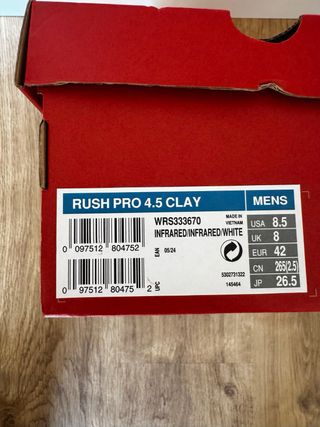 RUSH PRO 4.5 CLAY MENS
WRS333670
MADE IN
VIETNAM
INFRARED/INFRARED/WHITE
0 097512 804752
EAN
05/24
0 97512 80475 2
UPC
5302731322
145464
USA 8.5
UK 8
EUR 42
CN 265(2.5)
JP 26.5